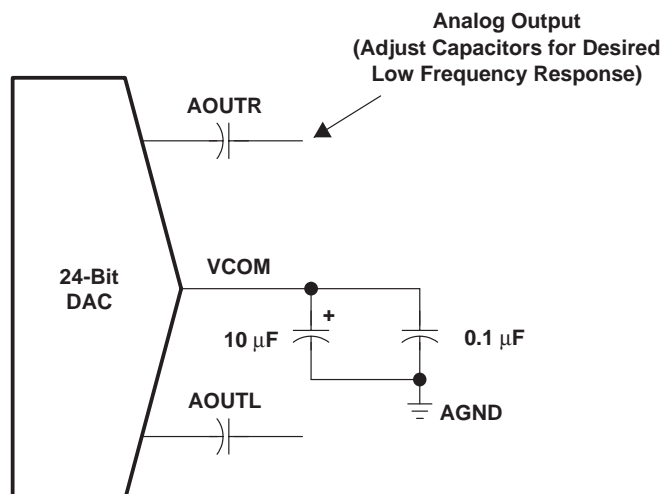 Analog Output
(Adjust Capacitors for Desired
Low Frequency Response)
AOUTR
24-Bit
DAC
VCOM
+
10 μF
0.1 μF
AOUTL
AGND